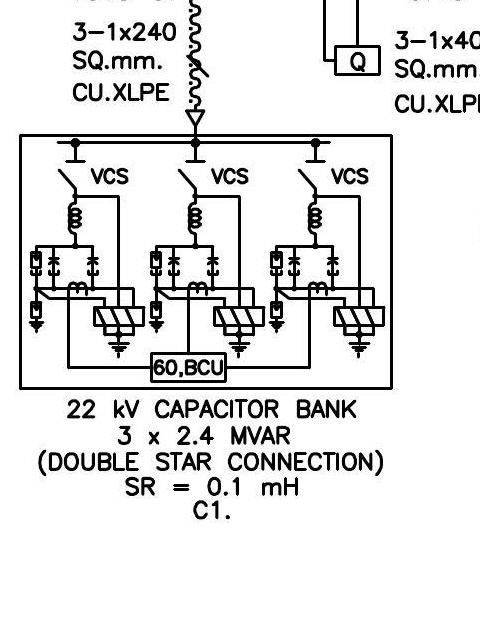 3-1x240
SQ.mm.
CU.XLPE
Q
3-1x40
SQ.mm.
CU.XLPE
VCS
VCS
VCS
60,BCU
22 kV CAPACITOR BANK
3 x 2.4 MVAR
(DOUBLE STAR CONNECTION)
SR = 0.1 mH
C1.